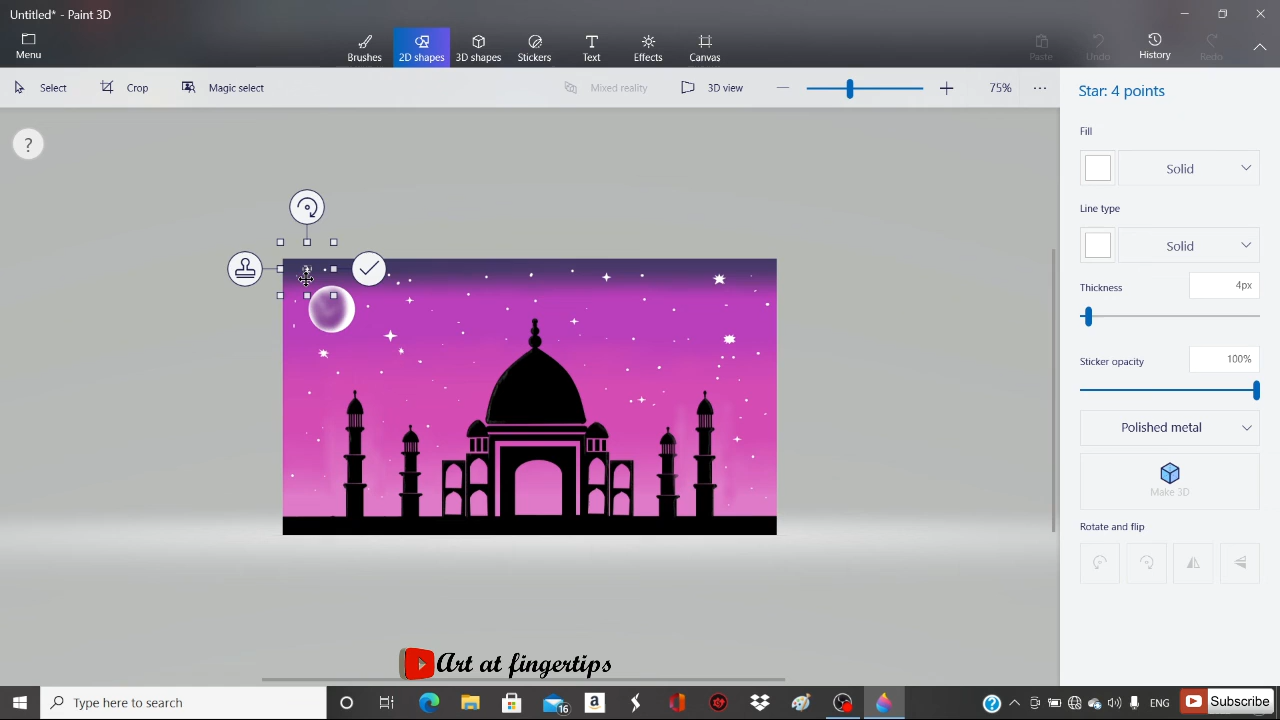 Untitled* - Paint 3D
Menu
Brushes
2D shapes
3D shapes
Stickers
Text
Effects
Canvas
Paste
Undo
History
Redo
Select
Crop
Magic select
Mixed reality
3D view
75%
Star: 4 points
?
Fill
Solid
Line type
Solid
Thickness
4px
Sticker opacity
100%
Polished metal
Make 3D
Rotate and flip
Art at fingertips
Type here to search
16
a
?
ENG
Subscribe